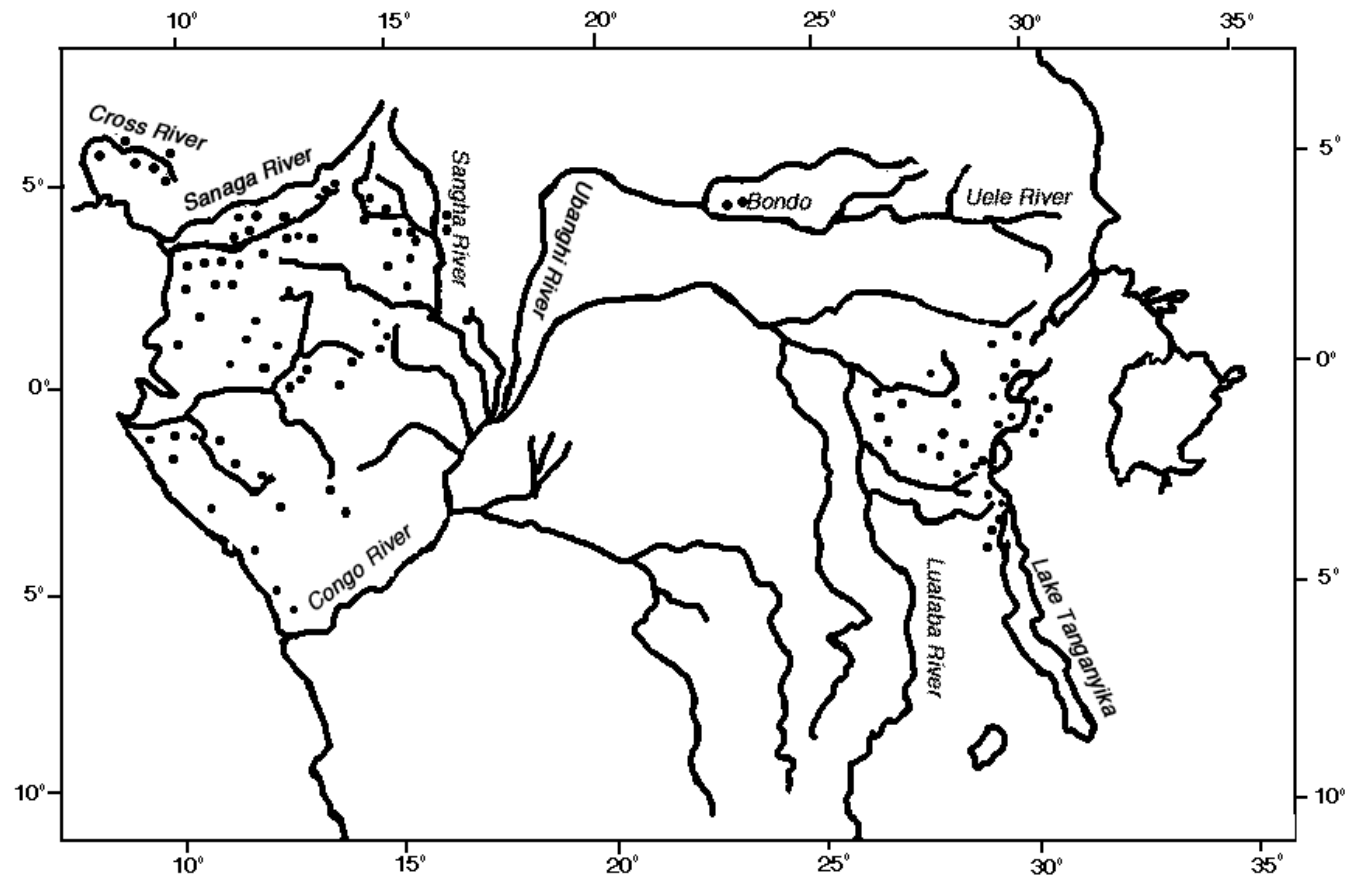 10° 15° 20° 25° 30° 35°
Cross River
5°
Sanaga River
Sangha River
Ubanghi River
Bondo
Uele River
5°
0°
0°
Congo River
Lualaba River
Lake Tanganyika
5°
5°
10°
10°
10° 15° 20° 25° 30° 35°